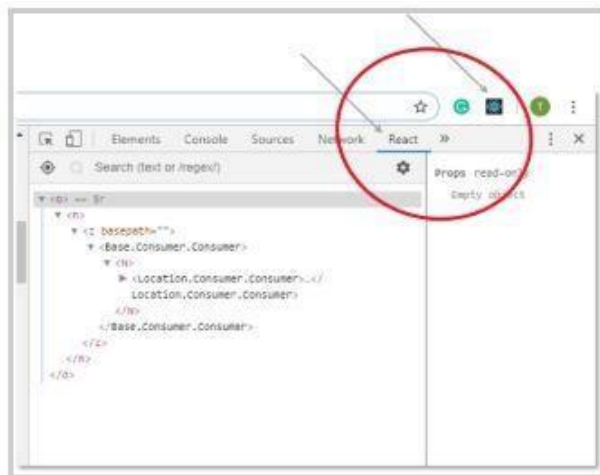 Elements Console Sources Network React »
Search (text or /regex/)
Props read-only
Empty object
▼ <o> == $r
▼ <n>
▼ <z basepath="">
▼ <Base.Consumer.Consumer>
▼ <N>
▶ <Location.Consumer.Consumer>…</
Location.Consumer.Consumer>
</N>
</Base.Consumer.Consumer>
</z>
</n>
</o>